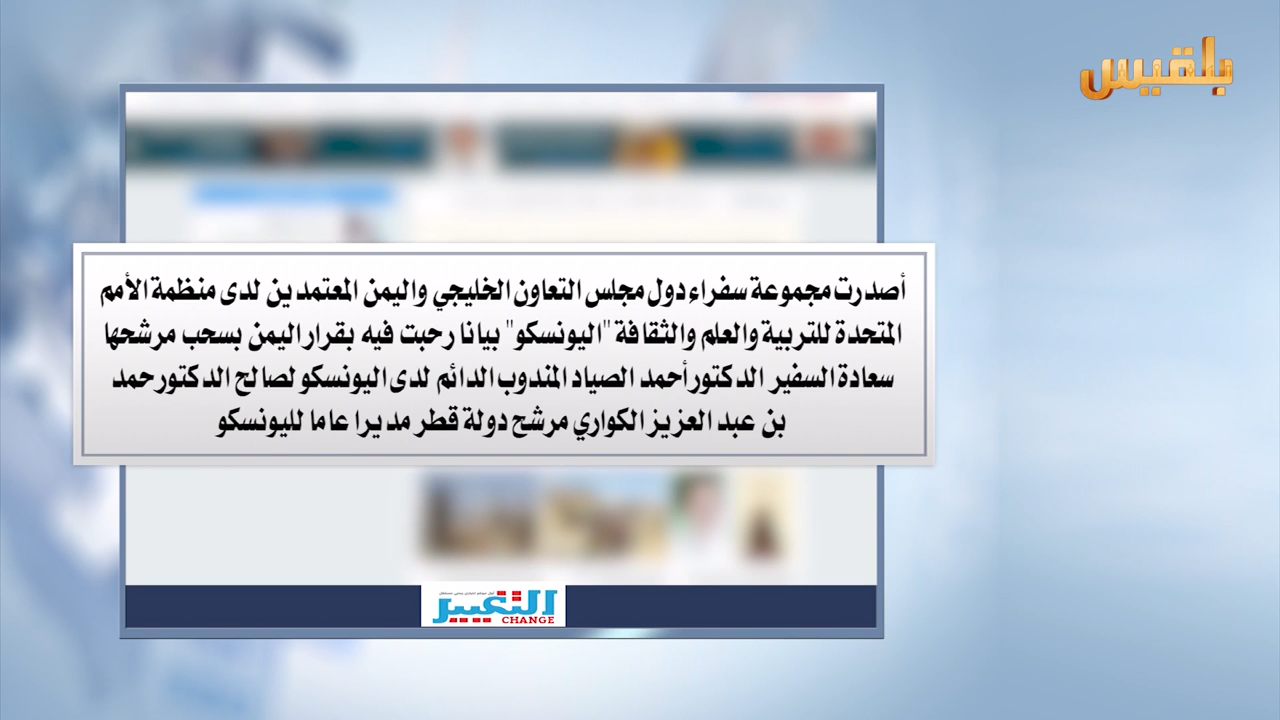 بلقيس
أصدرت مجموعة سفراء دول مجلس التعاون الخليجي واليمن المعتمدين لدى منظمة الأمم
المتحدة للتربية والعلم والثقافة "اليونسكو" بيانا رحبت فيه بقرار اليمن بسحب مرشحها
سعادة السفير الدكتور أحمد الصياد المندوب الدائم لدى اليونسكو لصالح الدكتور حمد
بن عبد العزيز الكواري مرشح دولة قطر مديرا عاما لليونسكو
التغيير
CHANGE